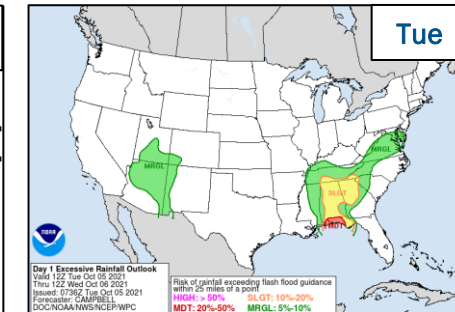 Tue
MRGL
MRGL
SLGT
MDT
NOAA
Day 1 Excessive Rainfall Outlook
Valid 12Z Tue Oct 05 2021
Thru 12Z Wed Oct 06 2021
Issued: 0736Z Tue Oct 05 2021
Forecaster: CAMPBELL
DOC/NOAA/NWS/NCEP/WPC
Risk of rainfall exceeding flash flood guidance
within 25 miles of a point
HIGH: > 50% SLGT: 10%-20%
MDT: 20%-50% MRGL: 5%-10%